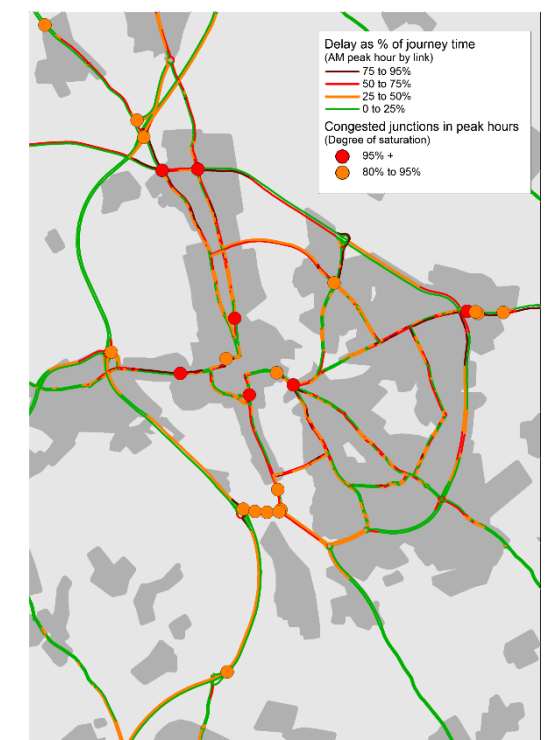 Delay as % of journey time
(AM peak hour by link)
75 to 95%
50 to 75%
25 to 50%
0 to 25%
Congested junctions in peak hours
(Degree of saturation)
95% +
80% to 95%